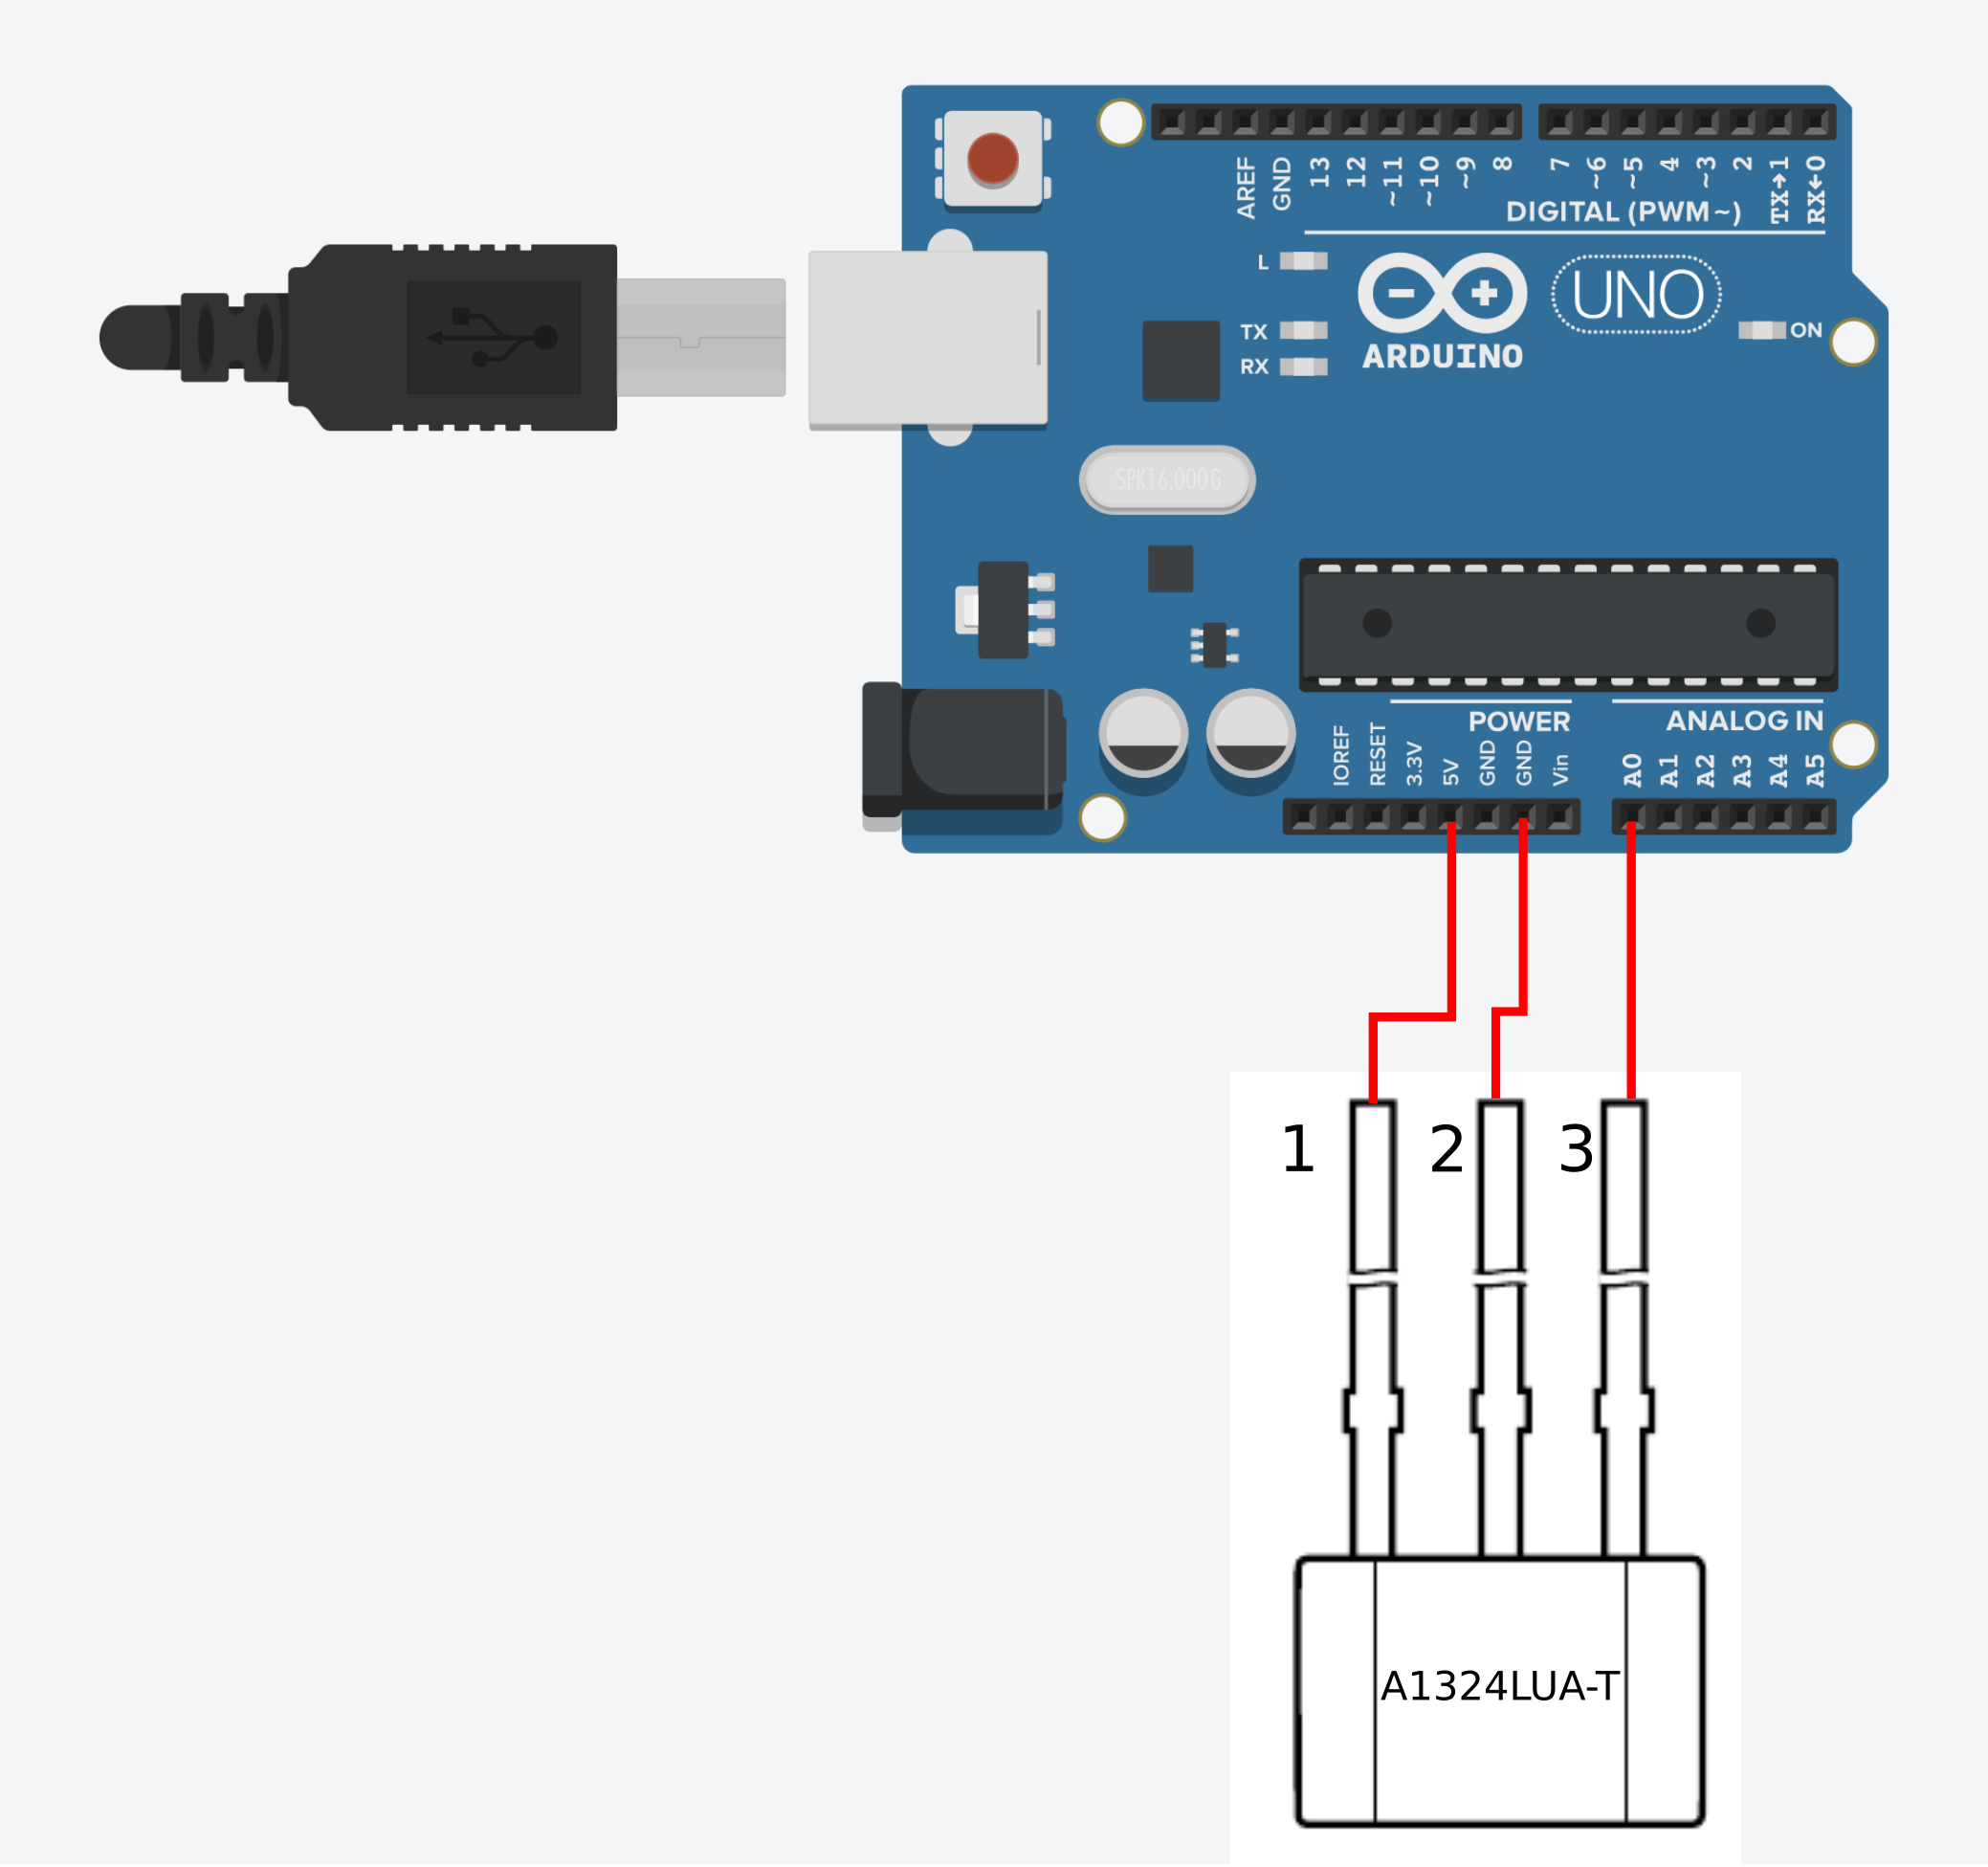 AREF
GND
13
12
~11
~10
~9
8
7
~6
~5
4
~3
2
TX→1
RX←0
DIGITAL (PWM ~)
L
TX
RX
ARDUINO
UNO
ON
SPK16.000G
POWER
ANALOG IN
IOREF
RESET
3.3V
5V
GND
GND
Vin
A0
A1
A2
A3
A4
A5
1
2
3
A1324LUA-T